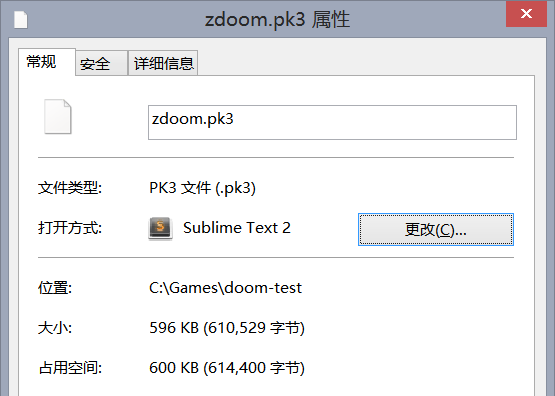 zdoom.pk3 属性
常规 安全 详细信息
zdoom.pk3
文件类型: PK3 文件 (.pk3)
打开方式: Sublime Text 2 更改(C)...
位置: C:\Games\doom-test
大小: 596 KB (610,529 字节)
占用空间: 600 KB (614,400 字节)